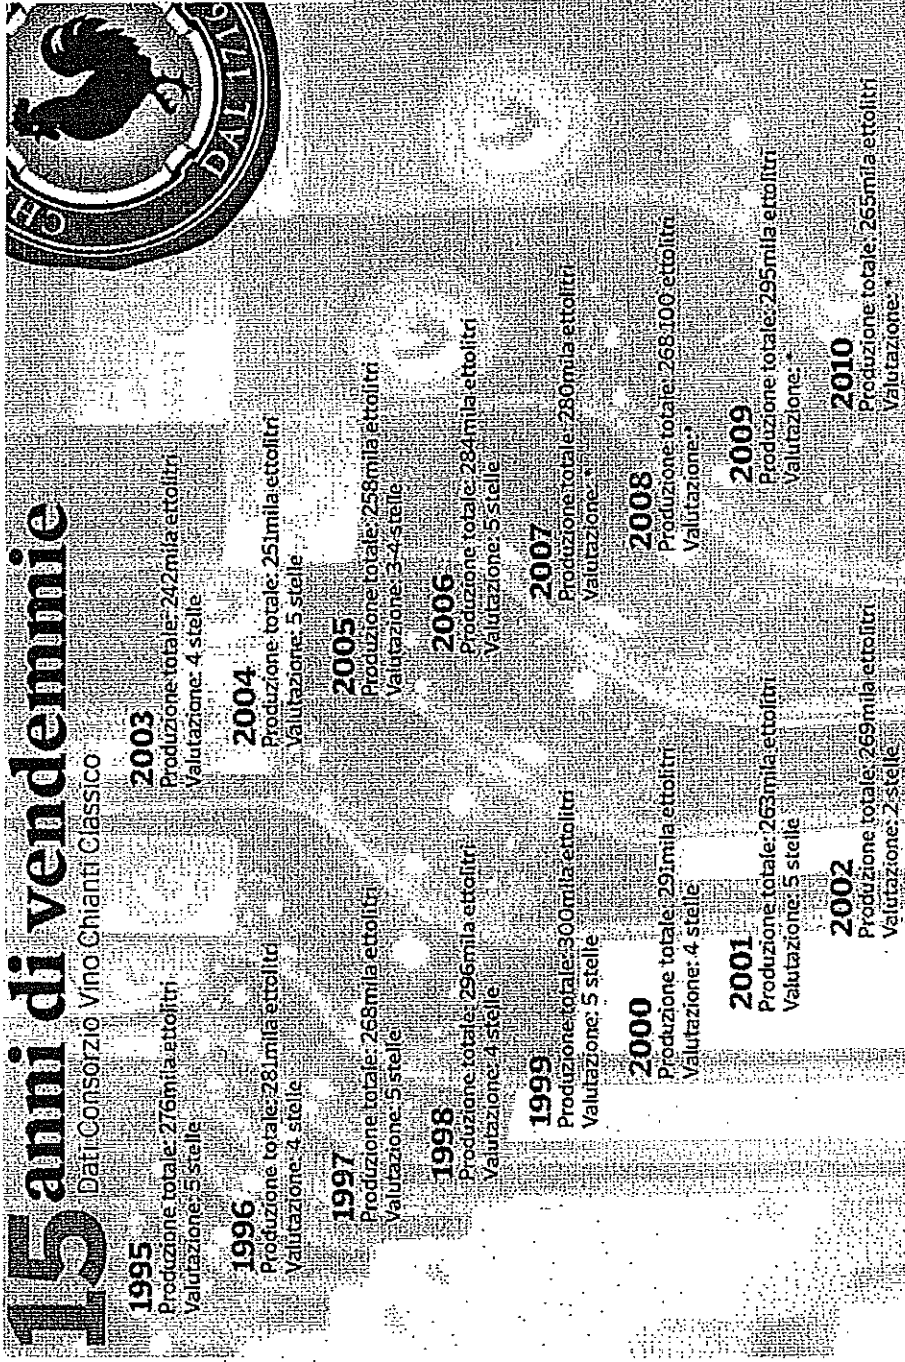 15 anni di vendemmie
Dati Consorzio Vino Chianti Classico
1995
Produzione totale: 276mila ettolitri
Valutazione: 5 stelle
1996
Produzione totale: 281mila ettolitri
Valutazione: 4 stelle
1997
Produzione totale: 268mila ettolitri
Valutazione: 5 stelle
1998
Produzione totale: 296mila ettolitri
Valutazione: 4 stelle
1999
Produzione totale: 300mila ettolitri
Valutazione: 5 stelle
2000
Produzione totale: 291mila ettolitri
Valutazione: 4 stelle
2001
Produzione totale: 263mila ettolitri
Valutazione: 5 stelle
2002
Produzione totale: 269mila ettolitri
Valutazione: 2 stelle
2003
Produzione totale: 242mila ettolitri
Valutazione: 4 stelle
2004
Produzione totale: 251mila ettolitri
Valutazione: 5 stelle
2005
Produzione totale: 258mila ettolitri
Valutazione: 3-4 stelle
2006
Produzione totale: 284mila ettolitri
Valutazione: 5 stelle
2007
Produzione totale: 280mila ettolitri
Valutazione: *
2008
Produzione totale: 268.100 ettolitri
Valutazione: *
2009
Produzione totale: 295mila ettolitri
Valutazione: *
2010
Produzione totale: 265mila ettolitri
Valutazione: *
CH
DAL 1716